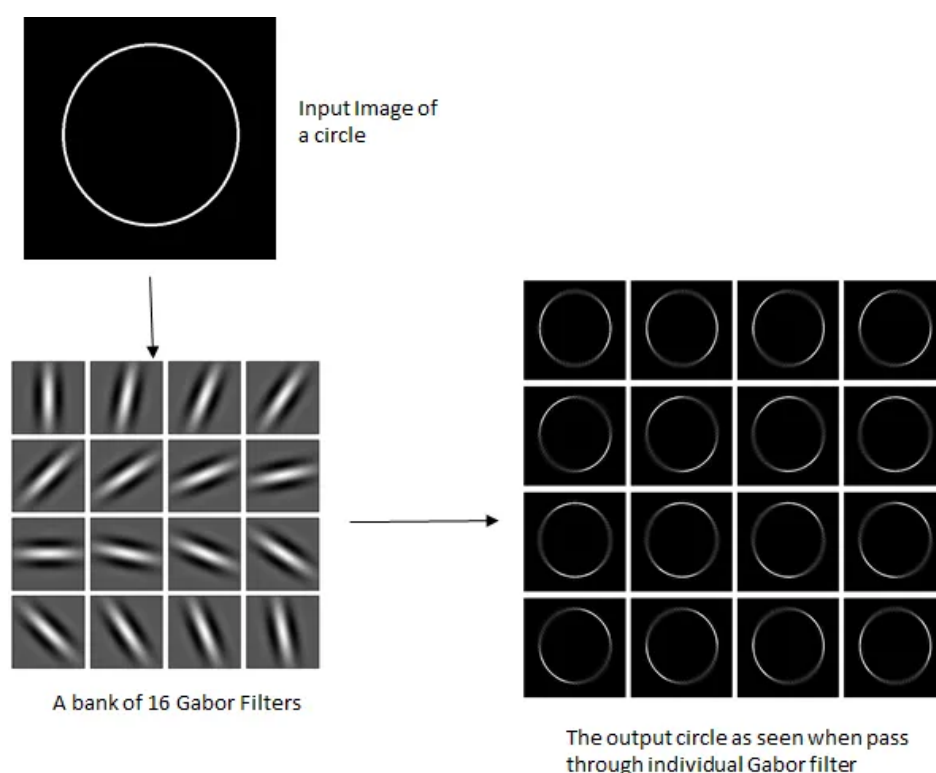 Input Image of
a circle
A bank of 16 Gabor Filters
The output circle as seen when pass
through individual Gabor filter